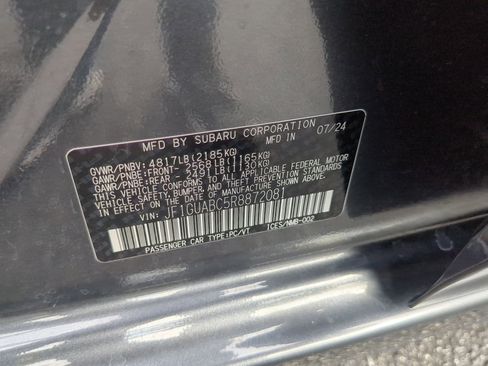 MFD BY SUBARU CORPORATION 07/24
GVWR/PNBV: 4817LB(2185KG) MFD IN JAPAN
GAWR/PNBE:FRONT - 2568LB(1165KG)
GAWR/PNBE:REAR - 2491LB(1130KG)
THIS VEHICLE CONFORMS TO ALL APPLICABLE FEDERAL MOTOR
VEHICLE SAFETY BUMPER AND THEFT PREVENTION STANDARDS
IN EFFECT ON THE DATE OF MANUFACTURE SHOWN ABOVE.
VIN: JF1GUABC5R8872081
PASSENGER CAR TYPE:PC/VT ICES/NMB-002